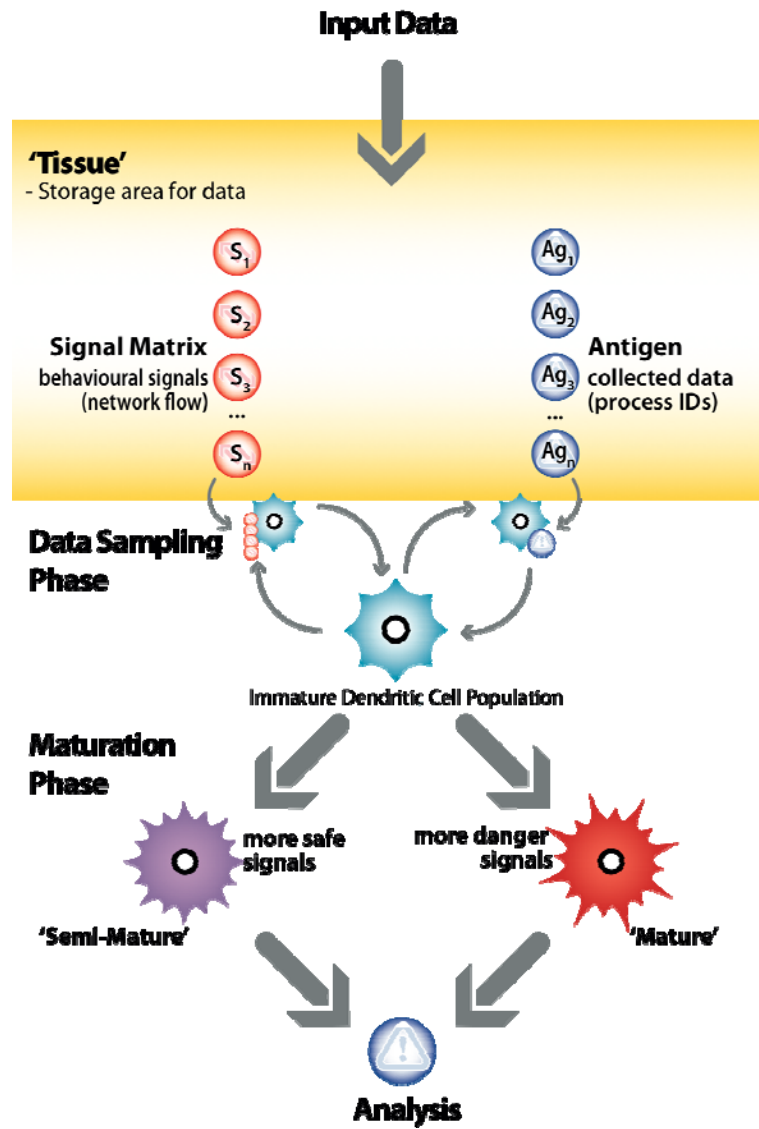 Input Data
'Tissue'
- Storage area for data
S1
S2
S3
...
Sn
Signal Matrix
behavioural signals
(network flow)
Ag1
Ag2
Ag3
...
Agn
Antigen
collected data
(process IDs)
Data Sampling
Phase
Immature Dendritic Cell Population
Maturation
Phase
more safe
signals
more danger
signals
'Semi-Mature'
'Mature'
!
Analysis